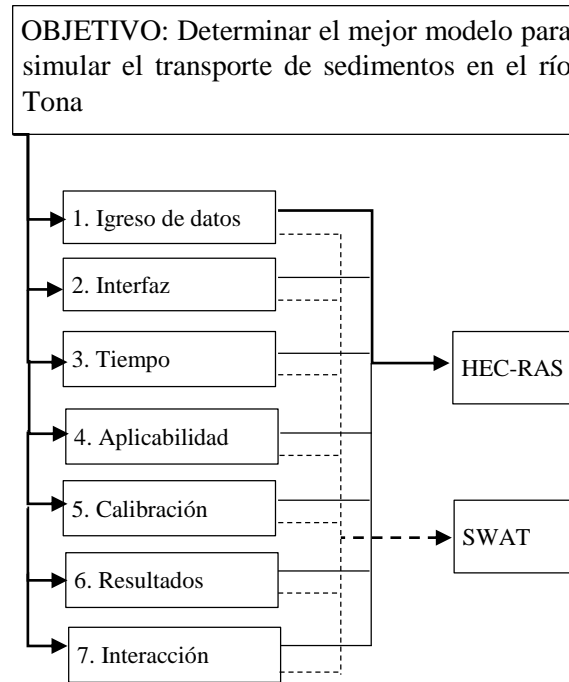 OBJETIVO: Determinar el mejor modelo para
simular el transporte de sedimentos en el río
Tona
1. Igreso de datos
2. Interfaz
3. Tiempo
HEC-RAS
4. Aplicabilidad
5. Calibración
SWAT
6. Resultados
7. Interacción